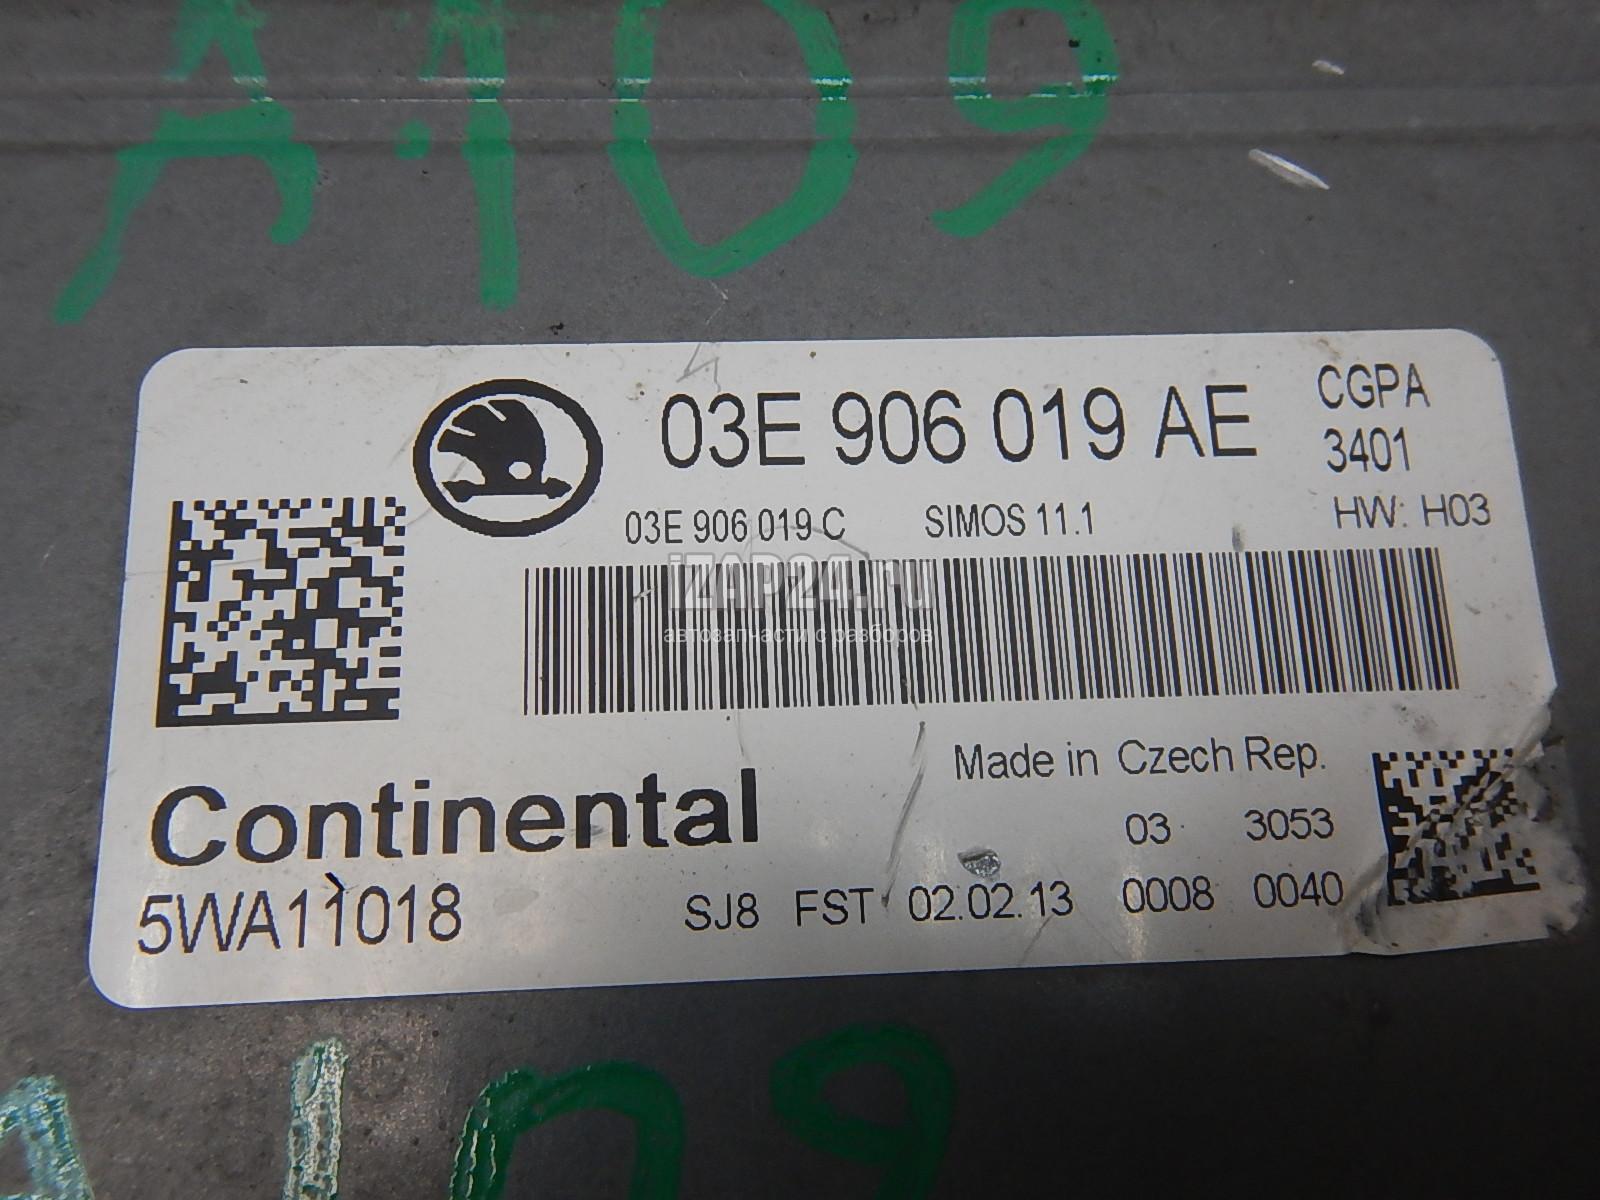 A.109
03E 906 019 AE
CGPA
3401
03E 906 019 C SIMOS 11.1 HW: H03
iZAP24.ru
автозапчасти с разборов
Made in Czech Rep.
Continental
03 3053
5WA11018 SJ8 FST 02.02.13 0008 0040
A109